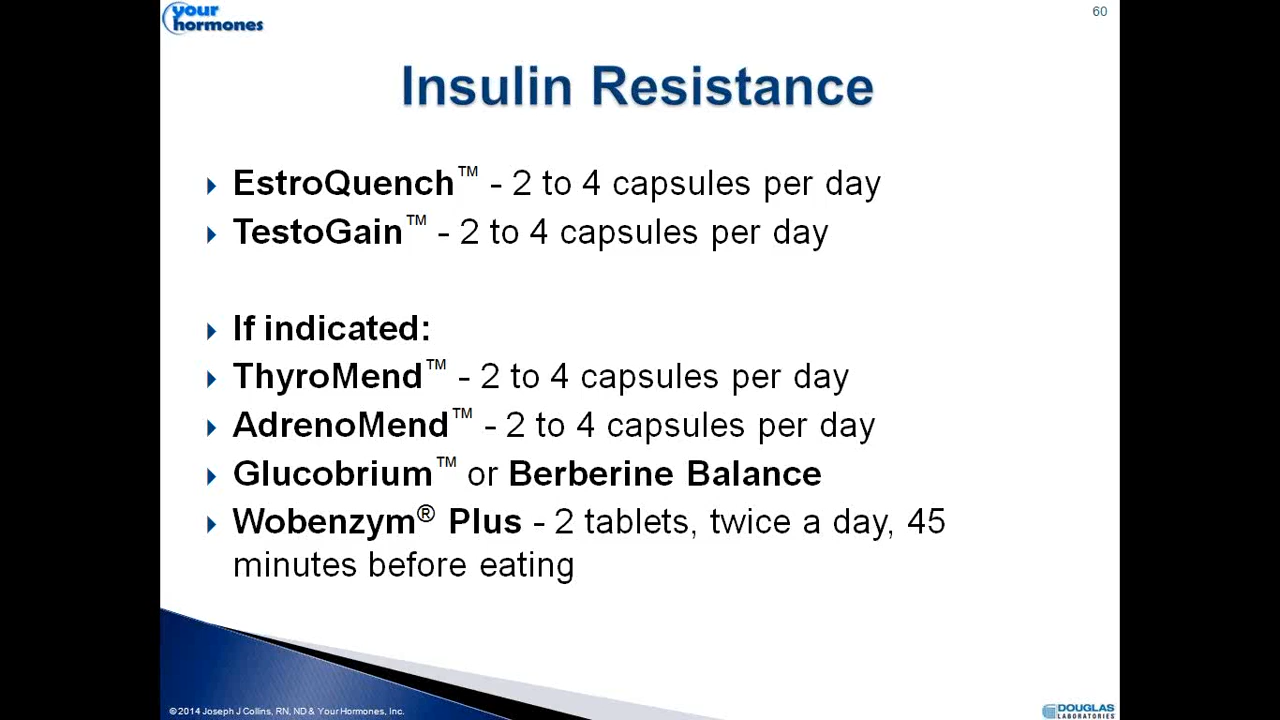 your
hormones
60
Insulin Resistance
EstroQuench™ - 2 to 4 capsules per day
TestoGain™ - 2 to 4 capsules per day
If indicated:
ThyroMend™ - 2 to 4 capsules per day
AdrenoMend™ - 2 to 4 capsules per day
Glucobrium™ or Berberine Balance
Wobenzym® Plus - 2 tablets, twice a day, 45
minutes before eating
© 2014 Joseph J Collins, RN, ND & Your Hormones, Inc.
DOUGLAS
LABORATORIES